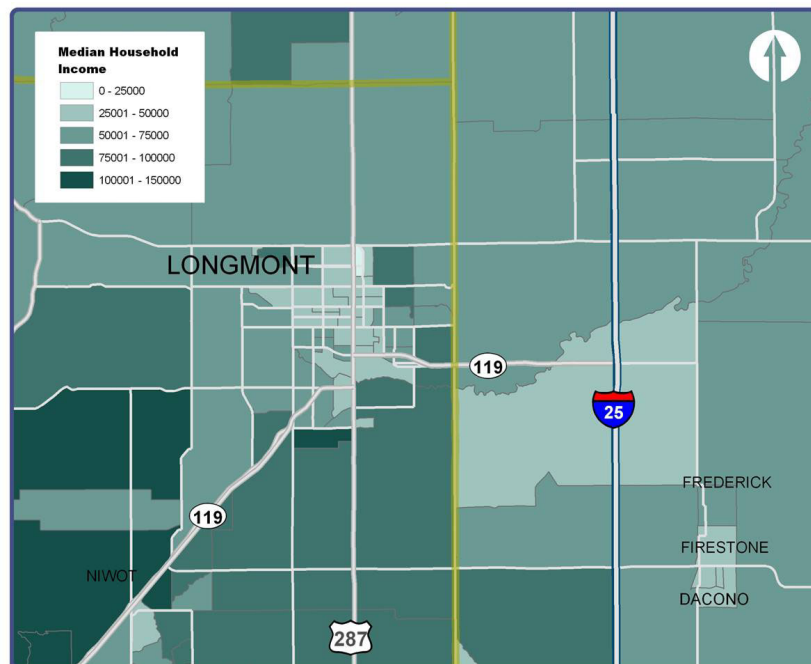 Median Household
Income
0 - 25000
25001 - 50000
50001 - 75000
75001 - 100000
100001 - 150000
LONGMONT
119
25
FREDERICK
119
FIRESTONE
NIWOT
DACONO
287